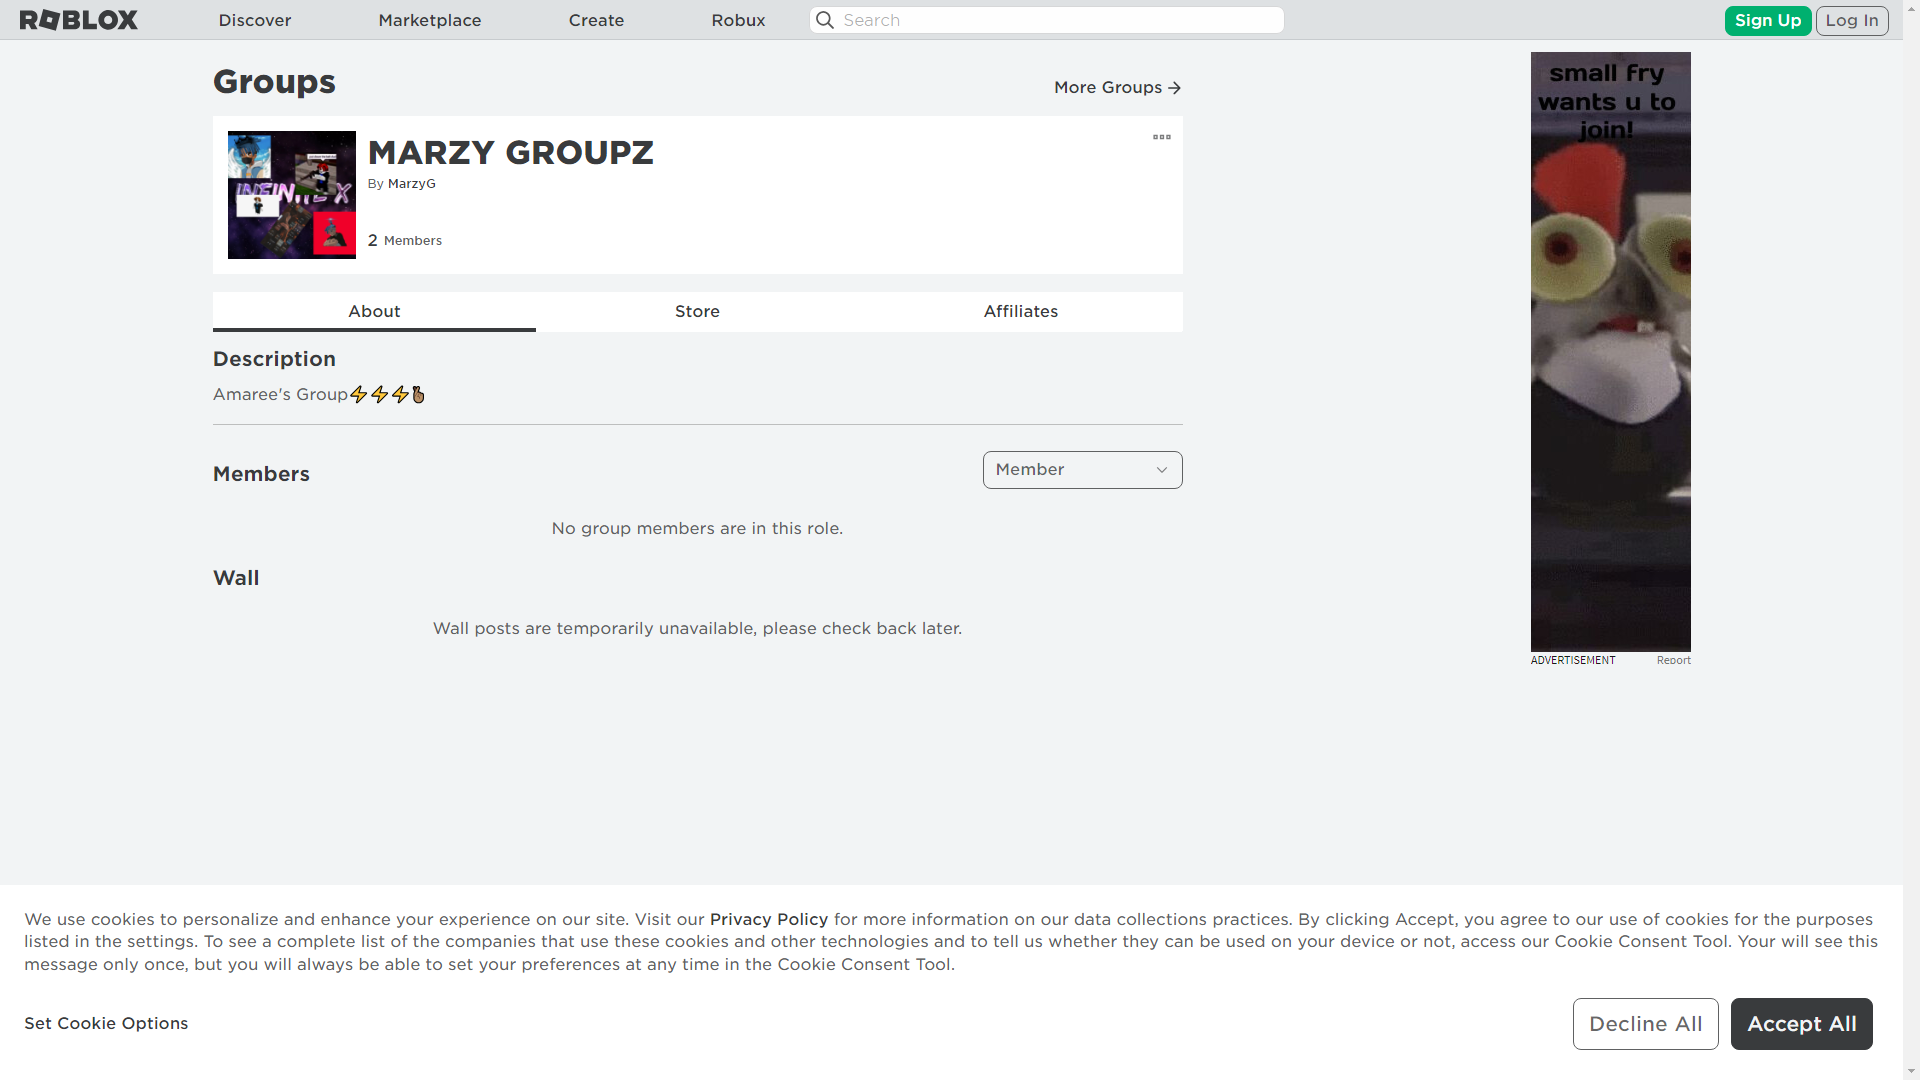 ROBLOX
Discover
Marketplace
Create
Robux
Search
Sign Up
Log In
Groups
More Groups
MARZY GROUPZ
By MarzyG
2 Members
About
Store
Affiliates
Description
Amaree's Group⚡⚡⚡🫰🏾
Members
Member
No group members are in this role.
Wall
Wall posts are temporarily unavailable, please check back later.
small fry
wants u to
join!
ADVERTISEMENT
Report
We use cookies to personalize and enhance your experience on our site. Visit our Privacy Policy for more information on our data collections practices. By clicking Accept, you agree to our use of cookies for the purposes
listed in the settings. To see a complete list of the companies that use these cookies and other technologies and to tell us whether they can be used on your device or not, access our Cookie Consent Tool. Your will see this
message only once, but you will always be able to set your preferences at any time in the Cookie Consent Tool.
Set Cookie Options
Decline All
Accept All